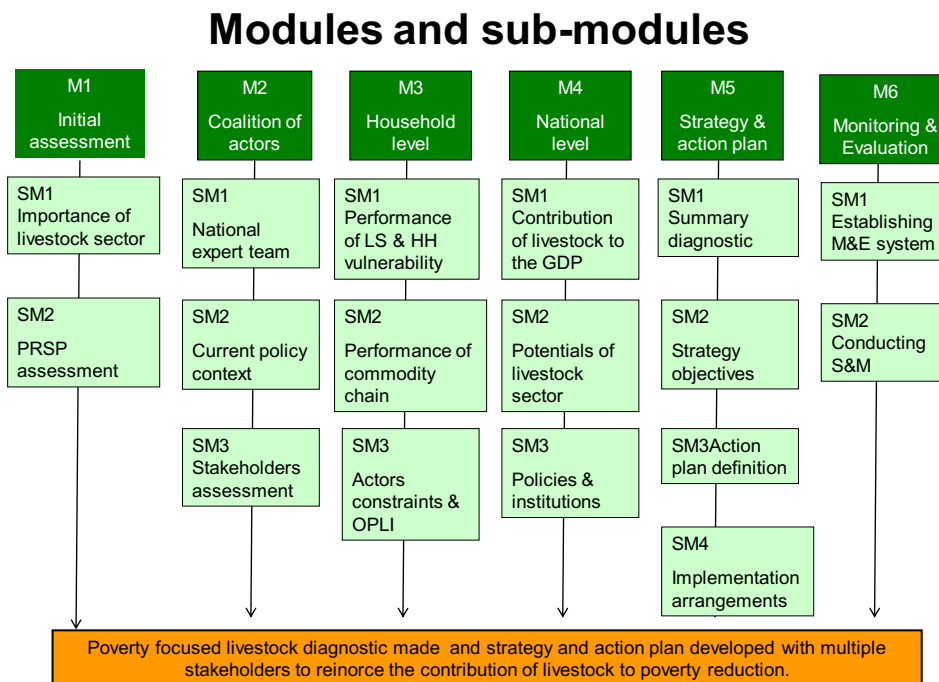 Modules and sub-modules
M1
Initial
assessment
SM1
Importance of
livestock sector
SM2
PRSP
assessment
M2
Coalition of
actors
SM1
National
expert team
SM2
Current policy
context
SM3
Stakeholders
assessment
M3
Household
level
SM1
Performance
of LS & HH
vulnerability
SM2
Performance of
commodity
chain
SM3
Actors
constraints &
OPLI
M4
National
level
SM1
Contribution
of livestock to
the GDP
SM2
Potentials of
livestock
sector
SM3
Policies &
institutions
M5
Strategy &
action plan
SM1
Summary
diagnostic
SM2
Strategy
objectives
SM3Action
plan definition
SM4
Implementation
arrangements
M6
Monitoring &
Evaluation
SM1
Establishing
M&E system
SM2
Conducting
S&M
Poverty focused livestock diagnostic made and strategy and action plan developed with multiple
stakeholders to reinorce the contribution of livestock to poverty reduction.